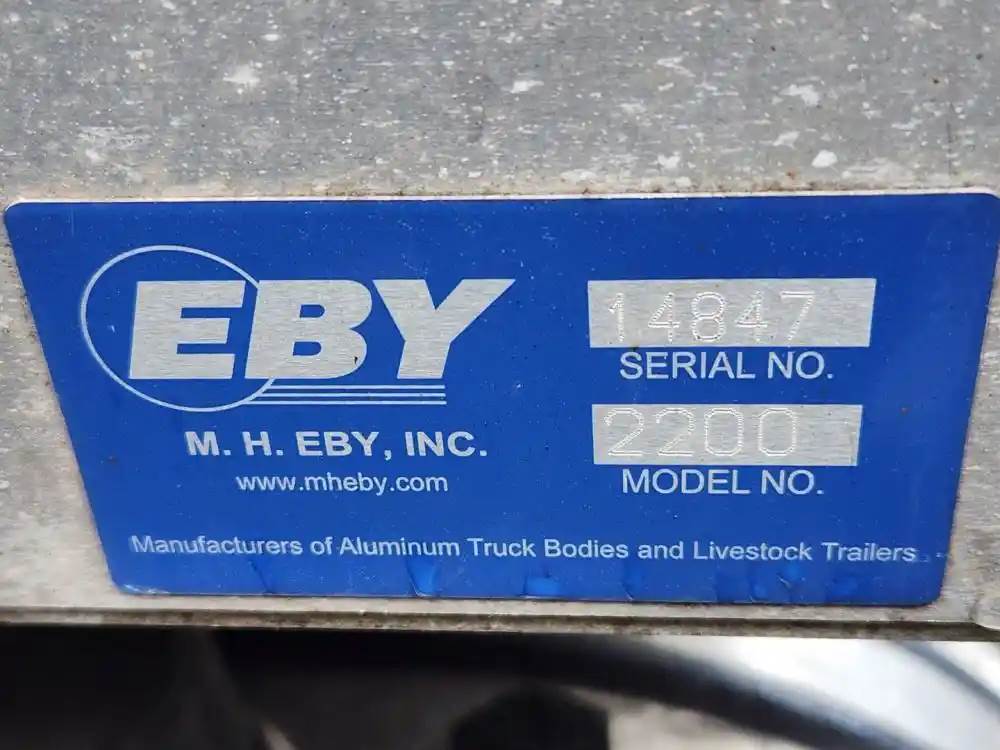 EBY
M. H. EBY, INC.
www.mheby.com
14847
SERIAL NO.
2200
MODEL NO.
Manufacturers of Aluminum Truck Bodies and Livestock Trailers